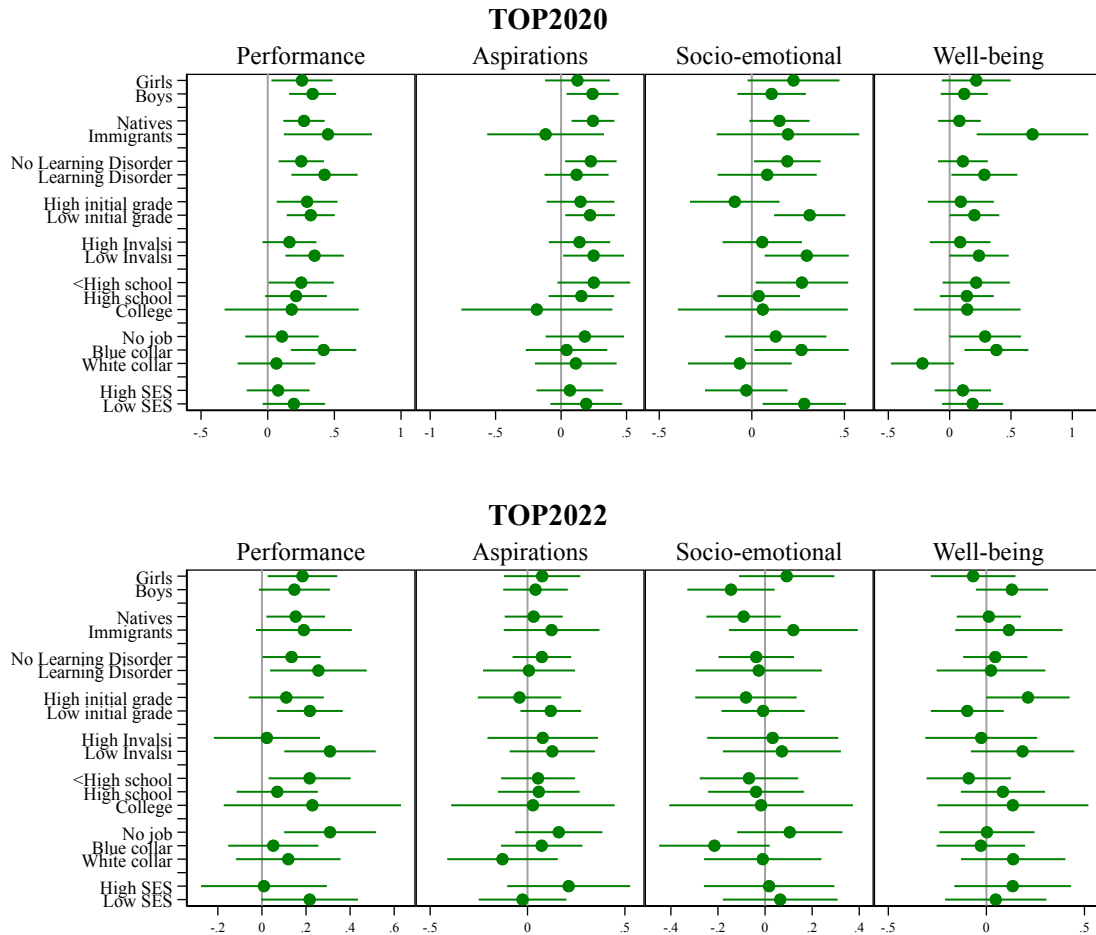 TOP2020
Performance Aspirations Socio-emotional Well-being
Girls
Boys
Natives
Immigrants
No Learning Disorder
Learning Disorder
High initial grade
Low initial grade
High Invalsi
Low Invalsi
<High school
High school
College
No job
Blue collar
White collar
High SES
Low SES
-.5 0 .5 1 -1 -.5 0 .5 -.5 0 .5 -.5 0 .5 1
TOP2022
Performance Aspirations Socio-emotional Well-being
Girls
Boys
Natives
Immigrants
No Learning Disorder
Learning Disorder
High initial grade
Low initial grade
High Invalsi
Low Invalsi
<High school
High school
College
No job
Blue collar
White collar
High SES
Low SES
-.2 0 .2 .4 .6 -.5 0 .5 -.4 -.2 0 .2 .4 -.5 0 .5